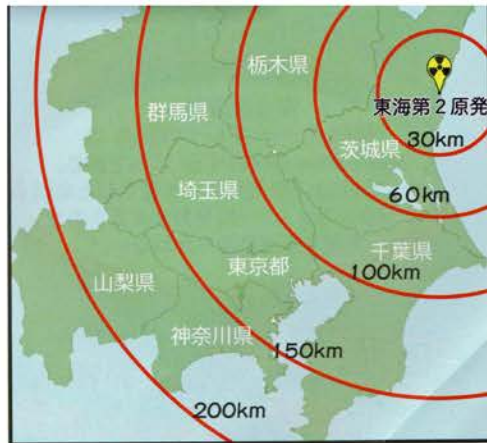 栃木県
東海第２原発
群馬県
30km
茨城県
埼玉県
60km
千葉県
東京都
100km
山梨県
神奈川県
150km
200km